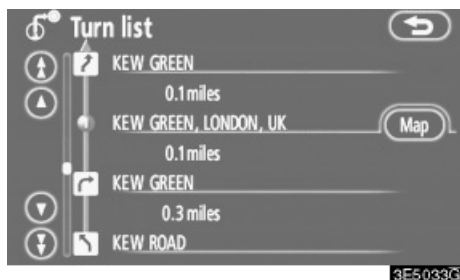 Turn list
KEW GREEN
0.1miles
KEW GREEN, LONDON, UK
Map
0.1miles
KEW GREEN
0.3 miles
KEW ROAD
3E5033G